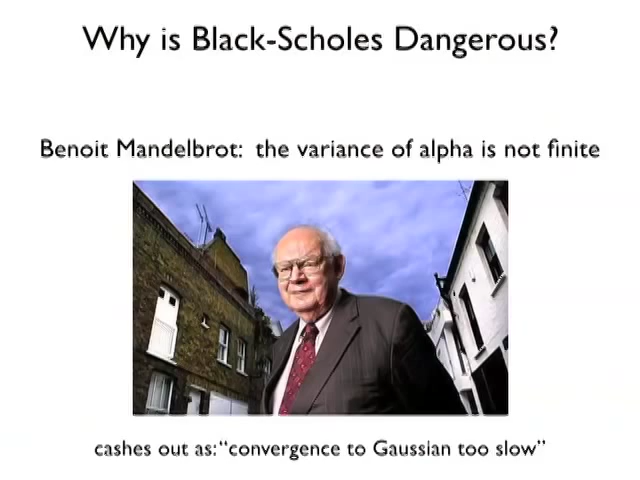 Why is Black-Scholes Dangerous?
Benoit Mandelbrot: the variance of alpha is not finite
cashes out as: “convergence to Gaussian too slow”